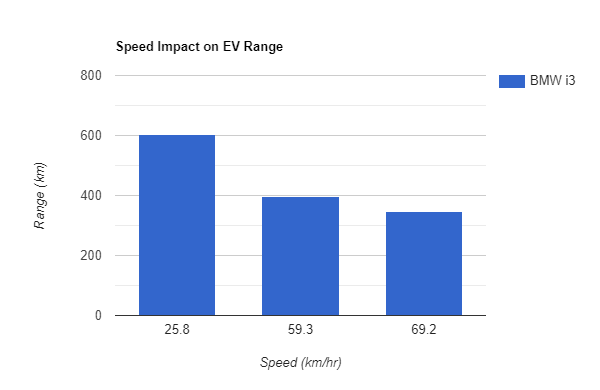 Speed Impact on EV Range
800
BMW i3
600
400
200
0
Range (km)
25.8 59.3 69.2
Speed (km/hr)